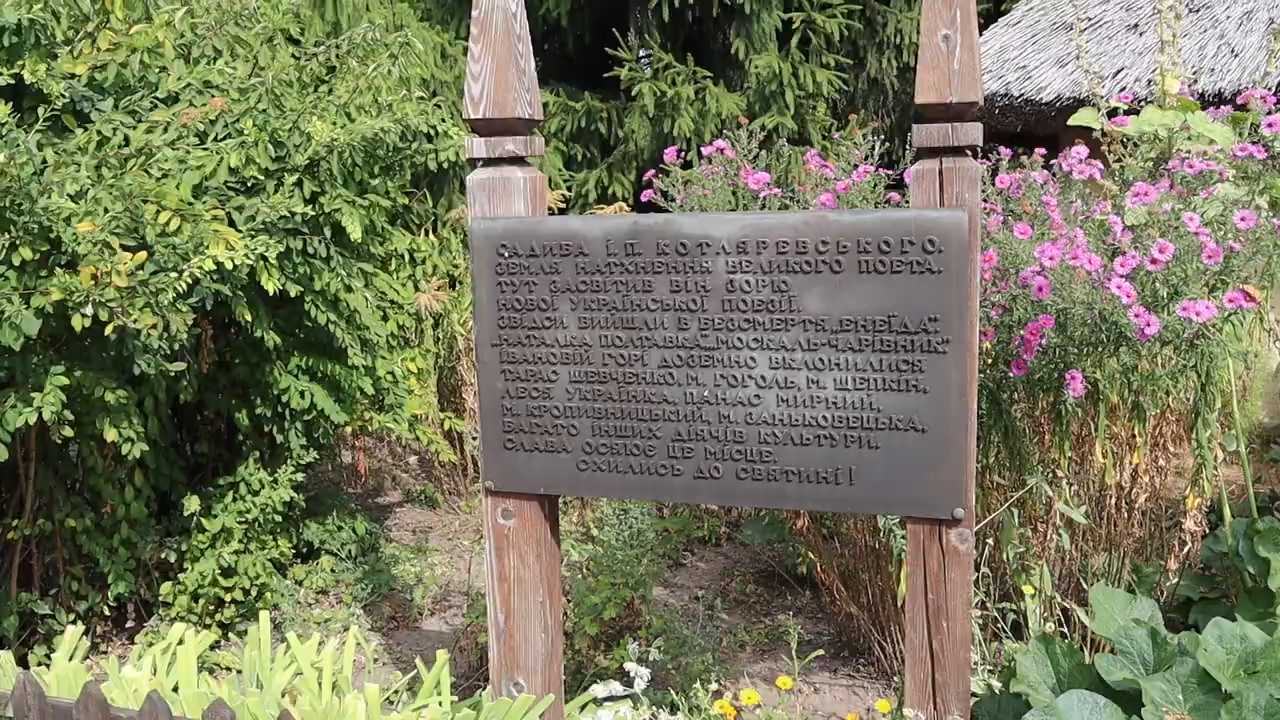 САДИБА І. П. КОТЛЯРЕВСЬКОГО.
ЗЕМЛЯ НАТХНЕННЯ ВЕЛИКОГО ПОЕТА.
ТУТ ЗАСВІТИВ ВІН ЗОРЮ
НОВОЇ УКРАЇНСЬКОЇ ПОЕЗІЇ.
ЗВІДСИ ВИЙШЛИ В БЕЗСМЕРТЯ „ЕНЕЇДА”,
„НАТАЛКА ПОЛТАВКА”, „МОСКАЛЬ-ЧАРІВНИК”.
ІВАНОВІЙ ГОРІ ДОЗЕМНО ВКЛОНИЛИСЯ
ТАРАС ШЕВЧЕНКО, М. ГОГОЛЬ, М. ЩЕПКІН,
ЛЕСЯ УКРАЇНКА, ПАНАС МИРНИЙ,
М. КРОПИВНИЦЬКИЙ, М. ЗАНЬКОВЕЦЬКА,
БАГАТО ІНШИХ ДІЯЧІВ КУЛЬТУРИ.
СЛАВА ОСЯЮЄ ЦЕ МІСЦЕ.
СХИЛИСЬ ДО СВЯТИНІ!